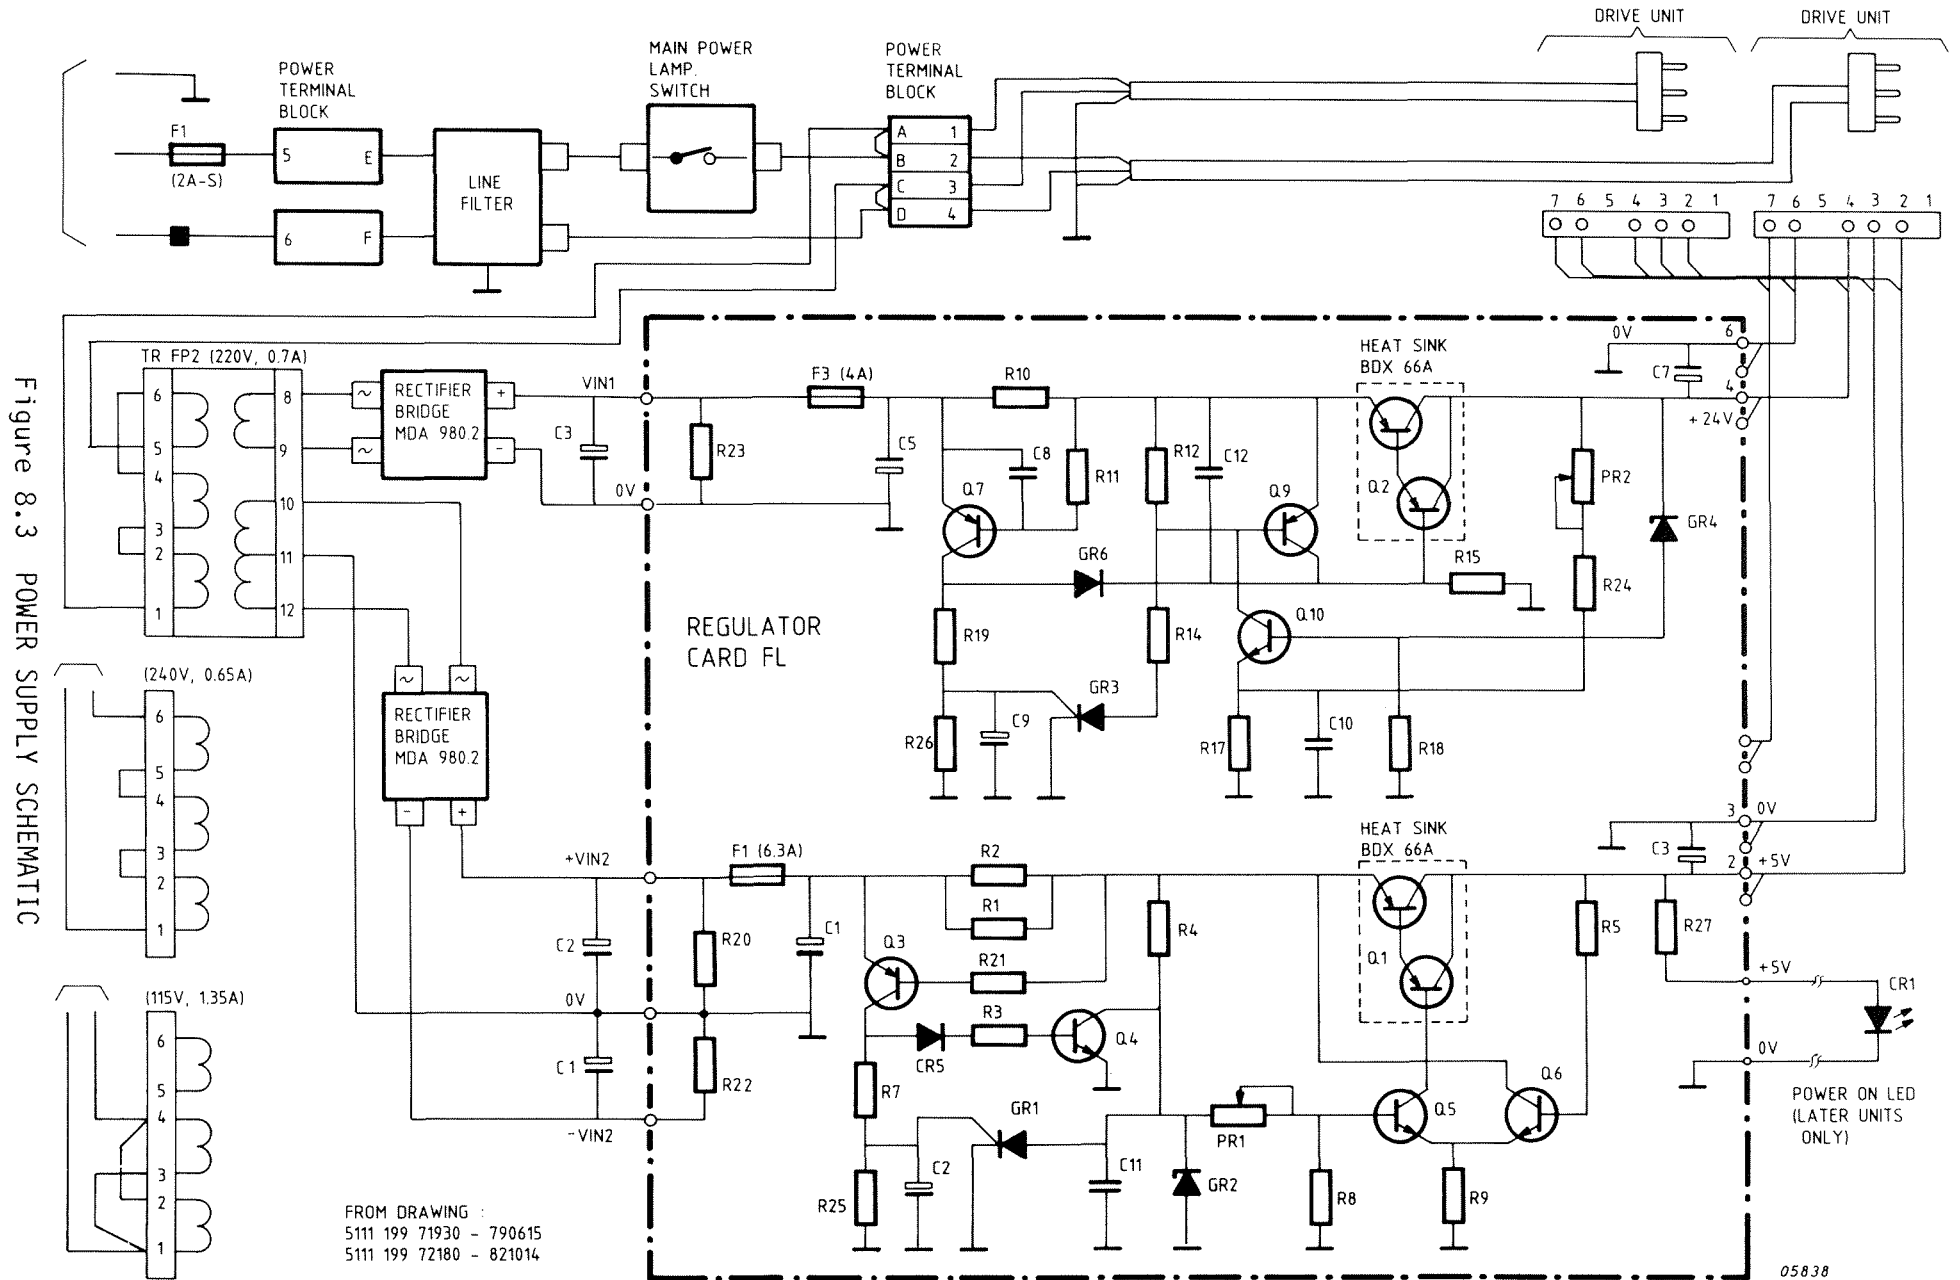 DRIVE UNIT
DRIVE UNIT
MAIN POWER
LAMP.
SWITCH
POWER
TERMINAL
BLOCK
POWER
TERMINAL
BLOCK
F1
(2A-S)
5 E
6 F
LINE
FILTER
A 1
B 2
C 3
D 4
7 6 5 4 3 2 1
7 6 5 4 3 2 1
TR FP2 (220V, 0.7A)
6
5
4
3
2
1
8
9
10
11
12
~
~
RECTIFIER
BRIDGE
MDA 980.2
+
-
VIN1
C3
0V
R23
F3 (4A)
C5
R10
C8
R11
Q7
R12
C12
Q9
HEAT SINK
BDX 66A
Q2
R15
PR2
R24
GR4
0V
6
C7
4
+24V
GR6
R19
R14
Q10
GR3
R26
C9
R17
C10
R18
REGULATOR
CARD FL
Figure 8.3 POWER SUPPLY SCHEMATIC
(240V, 0.65A)
6
5
4
3
2
1
~
~
RECTIFIER
BRIDGE
MDA 980.2
-
+
(115V, 1.35A)
6
5
4
3
2
1
+VIN2
C2
0V
C1
-VIN2
F1 (6.3A)
R20
R22
C1
R2
R1
R21
Q3
R3
CR5
Q4
R7
GR1
R25
C2
C11
R4
PR1
GR2
R8
HEAT SINK
BDX 66A
Q1
Q5
Q6
R9
R5
R27
3 0V
C3
2 +5V
+5V
CR1
0V
POWER ON LED
(LATER UNITS
ONLY)
FROM DRAWING :
5111 199 71930 - 790615
5111 199 72180 - 821014
05838